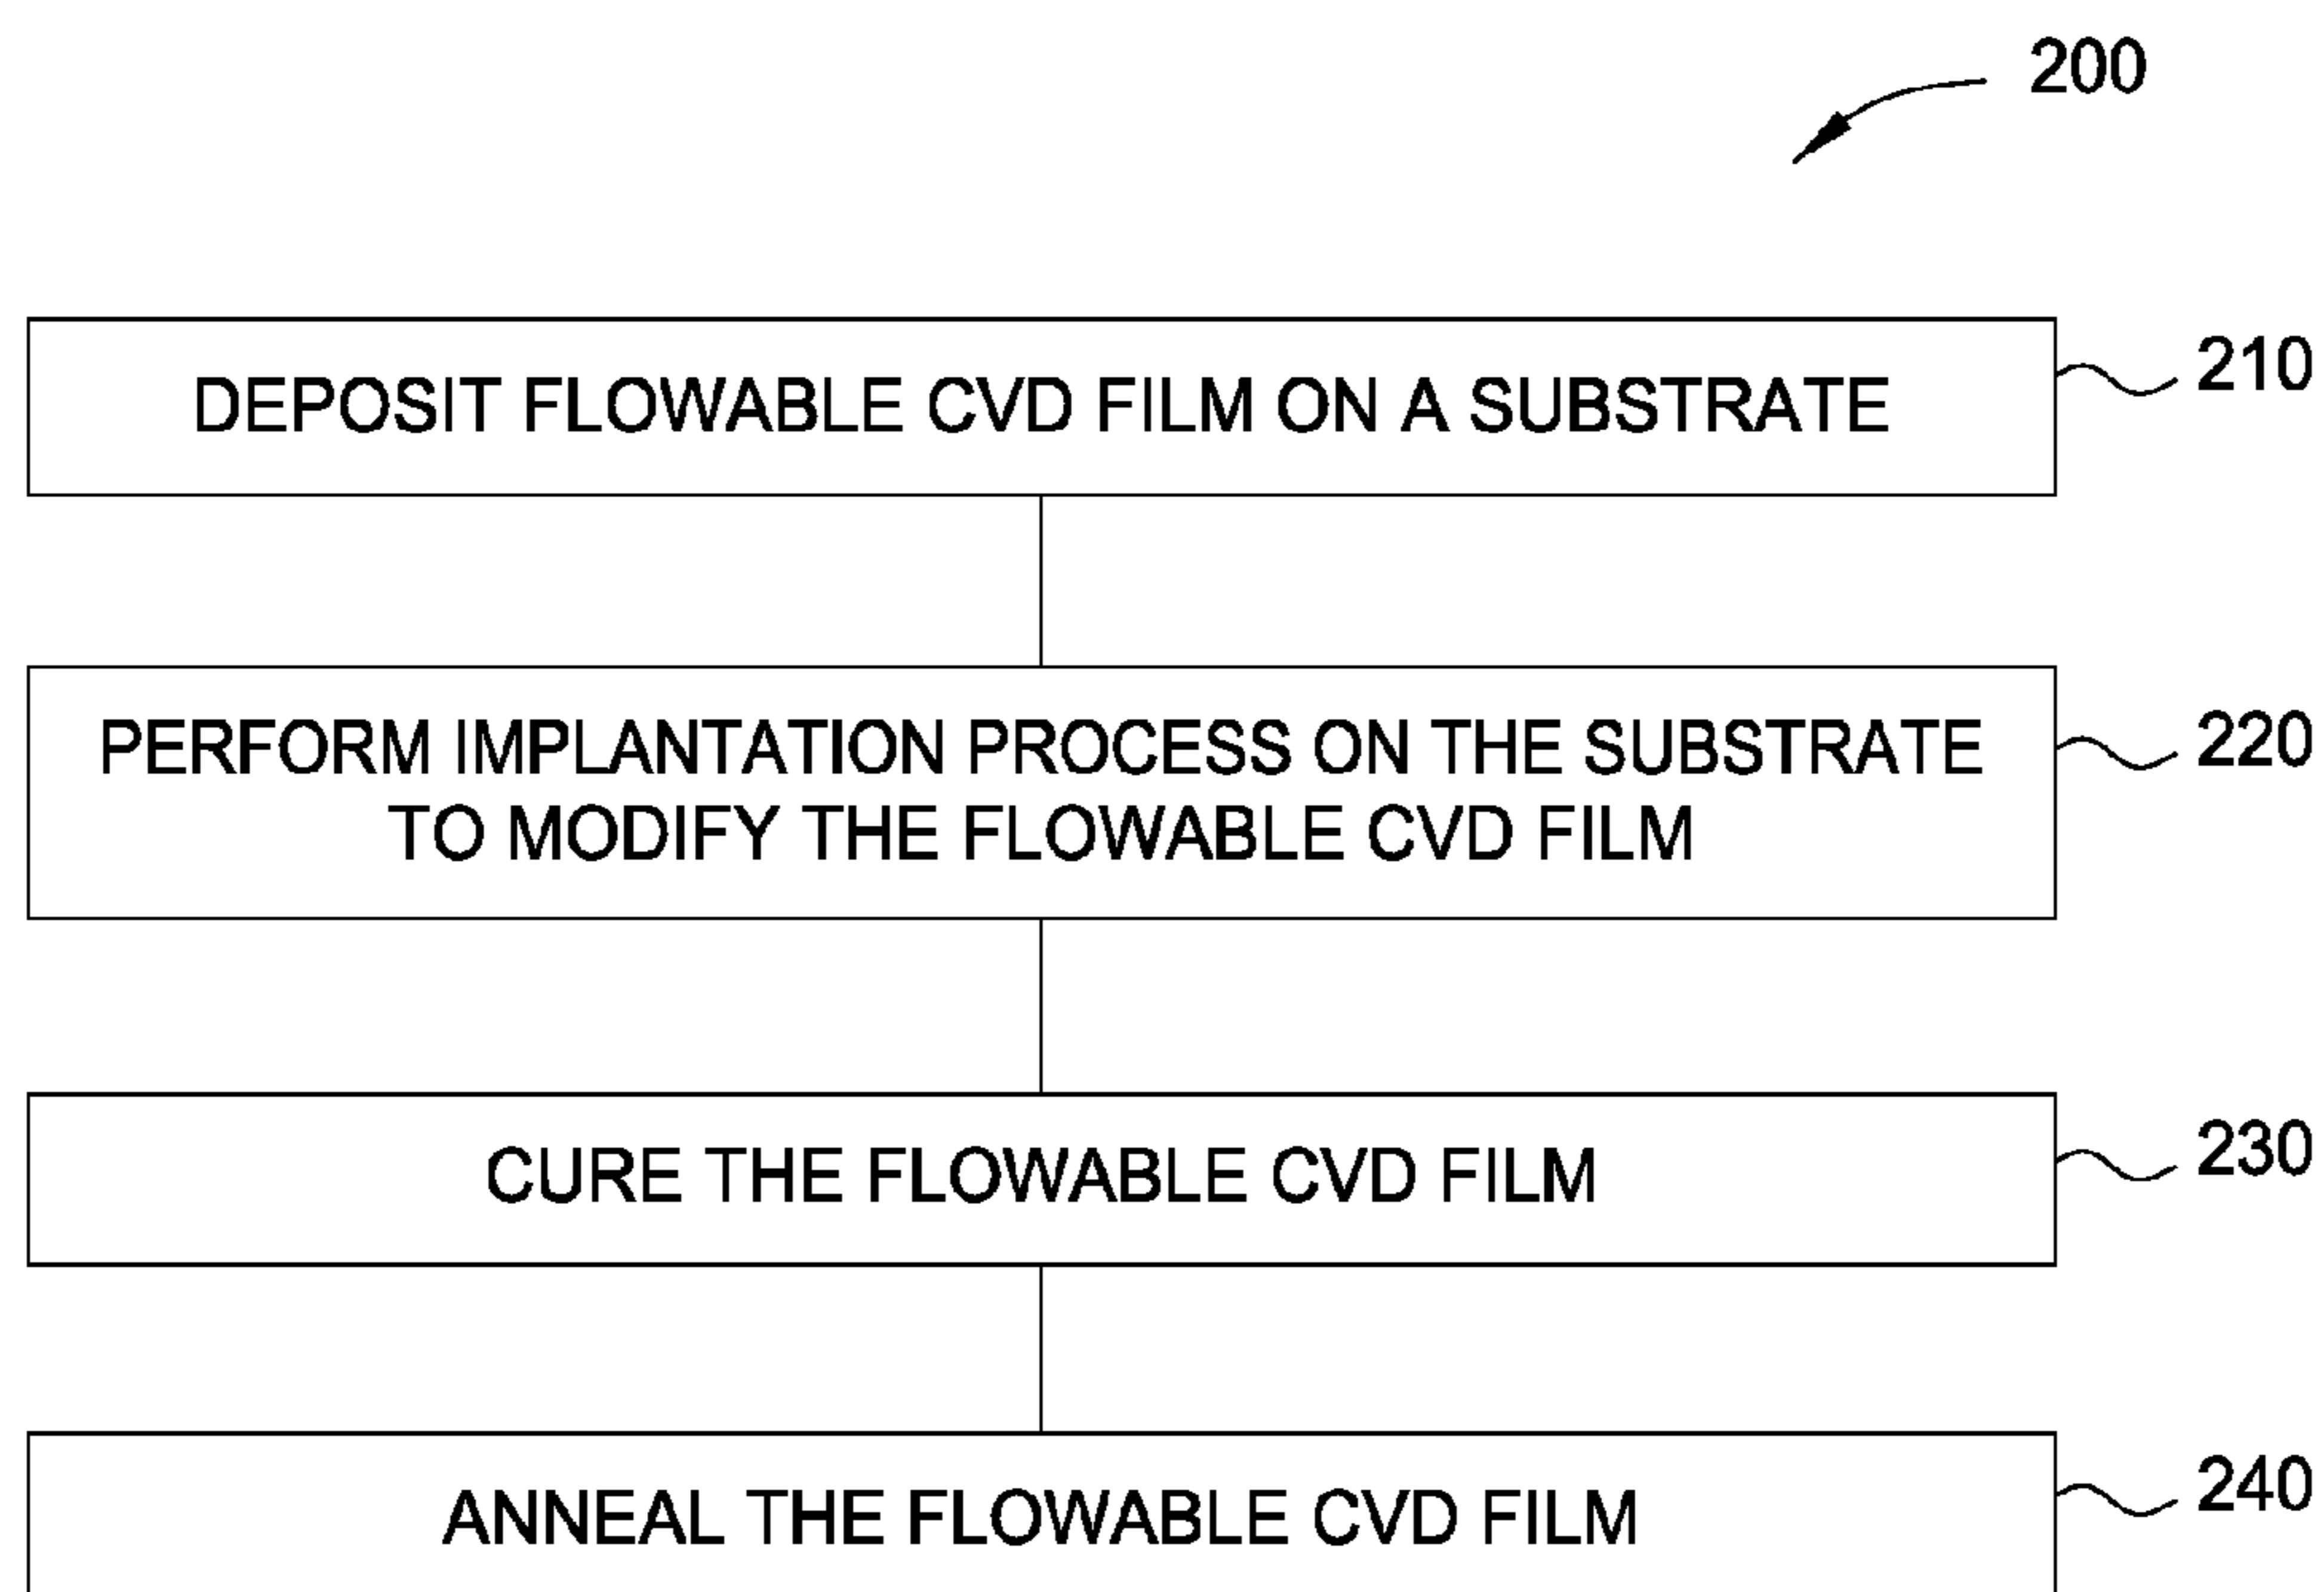 200
DEPOSIT FLOWABLE CVD FILM ON A SUBSTRATE
210
PERFORM IMPLANTATION PROCESS ON THE SUBSTRATE
TO MODIFY THE FLOWABLE CVD FILM
220
CURE THE FLOWABLE CVD FILM
230
ANNEAL THE FLOWABLE CVD FILM
240